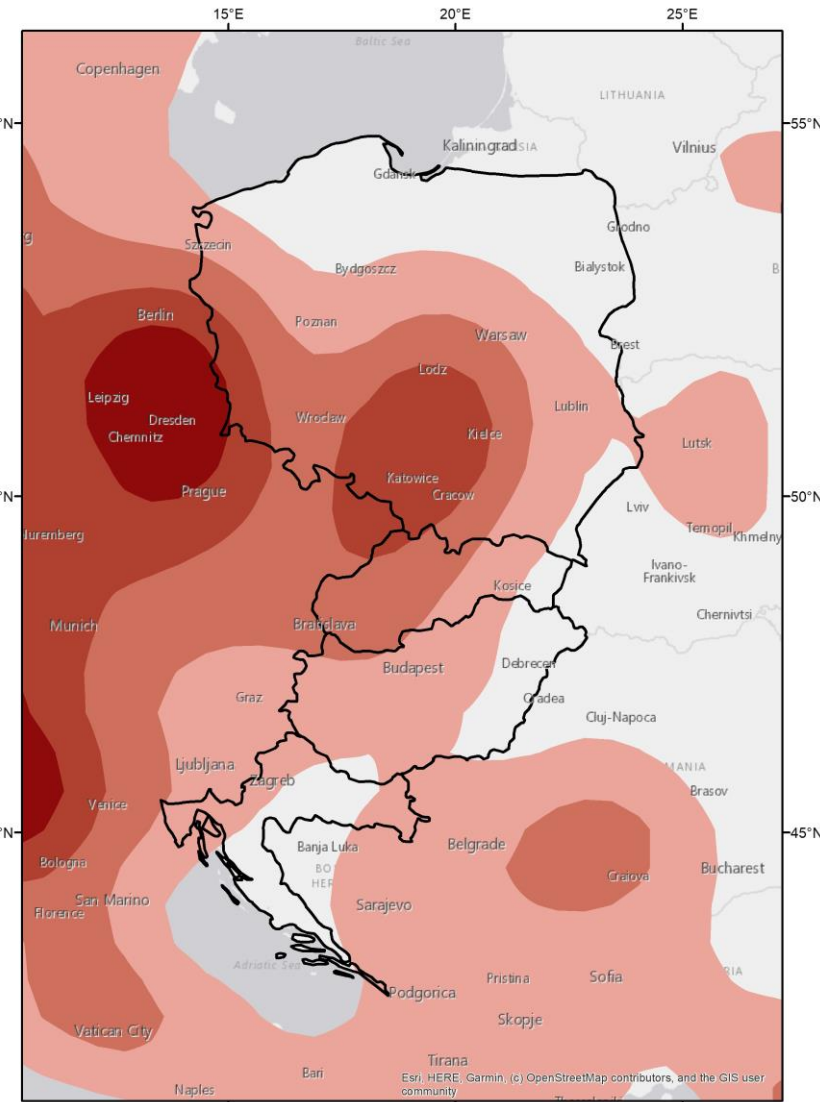 15°E 20°E 25°E
Baltic Sea
Copenhagen
LITHUANIA
55°N
Kaliningrad
Vilnius
Gdansk
Grodno
Szczecin
Bydgoszcz
Bialystok
Berlin
Poznan
Warsaw
Brest
Lodz
Leipzig
Lublin
Dresden
Wroclaw
Chemnitz
Kielce
Lutsk
Katowice
Prague
Cracow
50°N
Lviv
Ternopil
Khmelny
Nuremberg
Ivano-
Frankivsk
Kosice
Chernivtsi
Munich
Bratislava
Budapest
Debrecen
Graz
Oradea
Cluj-Napoca
Ljubljana
MANIA
Zagreb
Brasov
Venice
45°N
Banja Luka
Belgrade
Bologna
BO
Craiova
Bucharest
HER
San Marino
Florence
Sarajevo
Adriatic Sea
Pristina
Sofia
RIA
Podgorica
Skopje
Vatican City
Tirana
Bari
Naples
Esri, HERE, Garmin, (c) OpenStreetMap contributors, and the GIS user
community